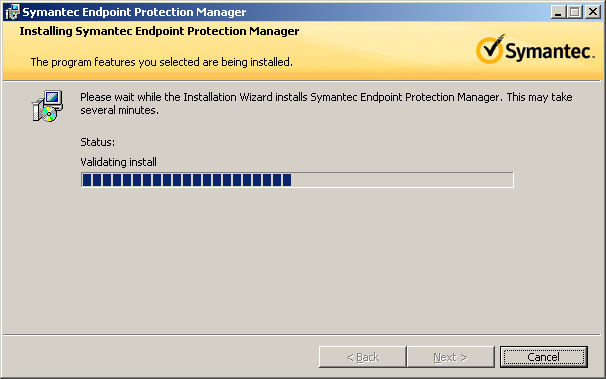 Symantec Endpoint Protection Manager
Installing Symantec Endpoint Protection Manager
The program features you selected are being installed.
Symantec.
Please wait while the Installation Wizard installs Symantec Endpoint Protection Manager. This may take
several minutes.
Status:
Validating install
< Back
Next >
Cancel